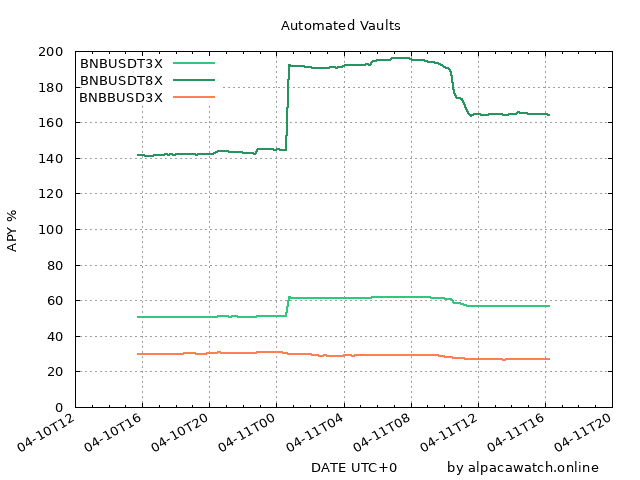 Automated Vaults
BNBUSDT3X
BNBUSDT8X
BNBBUSD3X
APY %
200
180
160
140
120
100
80
60
40
20
0
04-10T12
04-10T16
04-10T20
04-11T00
04-11T04
04-11T08
04-11T12
04-11T16
04-11T20
DATE UTC+0
by alpacawatch.online